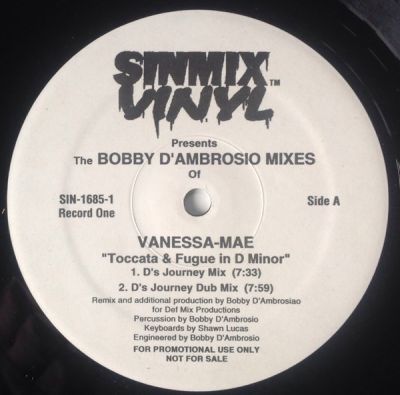 SINMIX™
VINYL
Presents
The BOBBY D'AMBROSIO MIXES
Of
SIN-1685-1
Record One
Side A
VANESSA-MAE
"Toccata & Fugue in D Minor"
1. D's Journey Mix (7:33)
2. D's Journey Dub Mix (7:59)
Remix and additional production by Bobby D'Ambrosiao
for Def Mix Productions
Percussion by Bobby D'Ambrosio
Keyboards by Shawn Lucas
Engineered by Bobby D'Ambrosio
FOR PROMOTIONAL USE ONLY
NOT FOR SALE